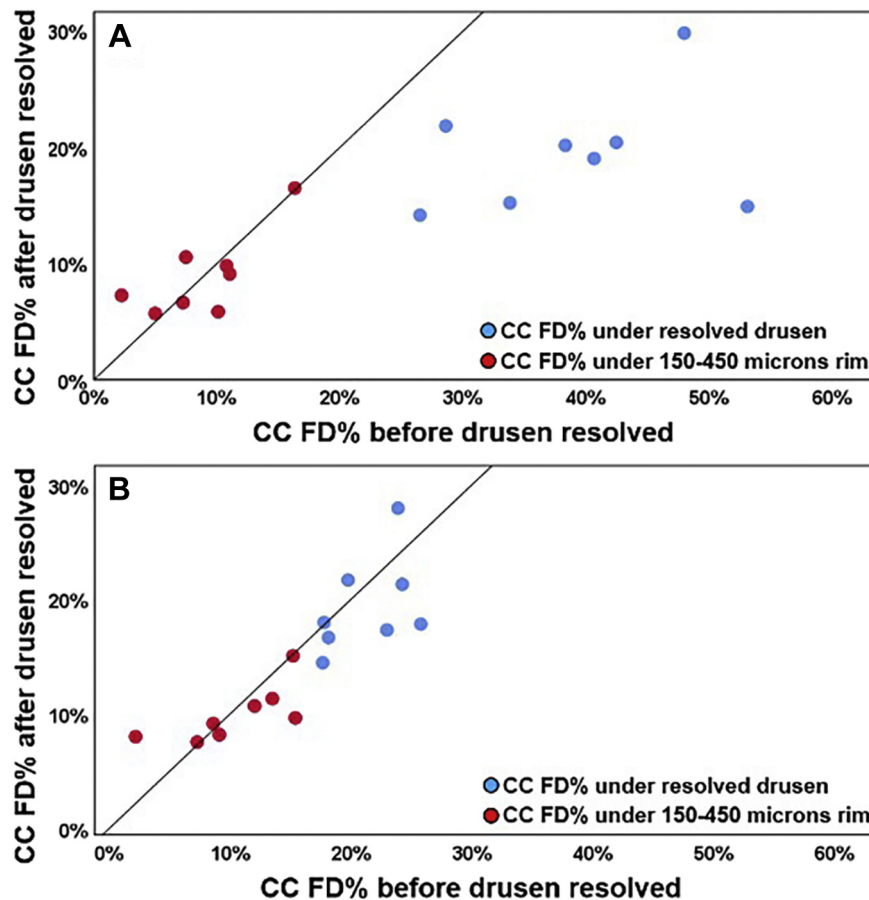 A
CC FD% after drusen resolved
30%
20%
10%
0%
0% 10% 20% 30% 40% 50% 60%
CC FD% before drusen resolved
CC FD% under resolved drusen
CC FD% under 150-450 microns rim
B
CC FD% after drusen resolved
30%
20%
10%
0%
0% 10% 20% 30% 40% 50% 60%
CC FD% before drusen resolved
CC FD% under resolved drusen
CC FD% under 150-450 microns rim